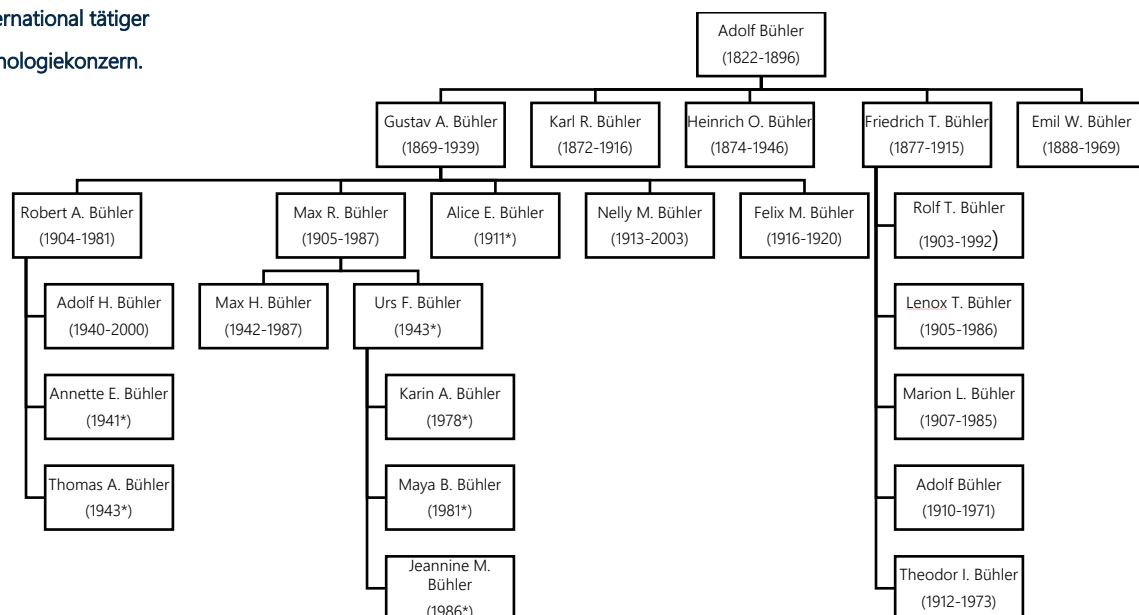 ernational tätiger
nologiekonzern.
Adolf Bühler
(1822-1896)
Gustav A. Bühler
(1869-1939)
Karl R. Bühler
(1872-1916)
Heinrich O. Bühler
(1874-1946)
Friedrich T. Bühler
(1877-1915)
Emil W. Bühler
(1888-1969)
Robert A. Bühler
(1904-1981)
Max R. Bühler
(1905-1987)
Alice E. Bühler
(1911*)
Nelly M. Bühler
(1913-2003)
Felix M. Bühler
(1916-1920)
Rolf T. Bühler
(1903-1992)
Adolf H. Bühler
(1940-2000)
Max H. Bühler
(1942-1987)
Urs F. Bühler
(1943*)
Lenox T. Bühler
(1905-1986)
Annette E. Bühler
(1941*)
Karin A. Bühler
(1978*)
Marion L. Bühler
(1907-1985)
Thomas A. Bühler
(1943*)
Maya B. Bühler
(1981*)
Adolf Bühler
(1910-1971)
Jeannine M.
Bühler
(1986*)
Theodor I. Bühler
(1912-1973)